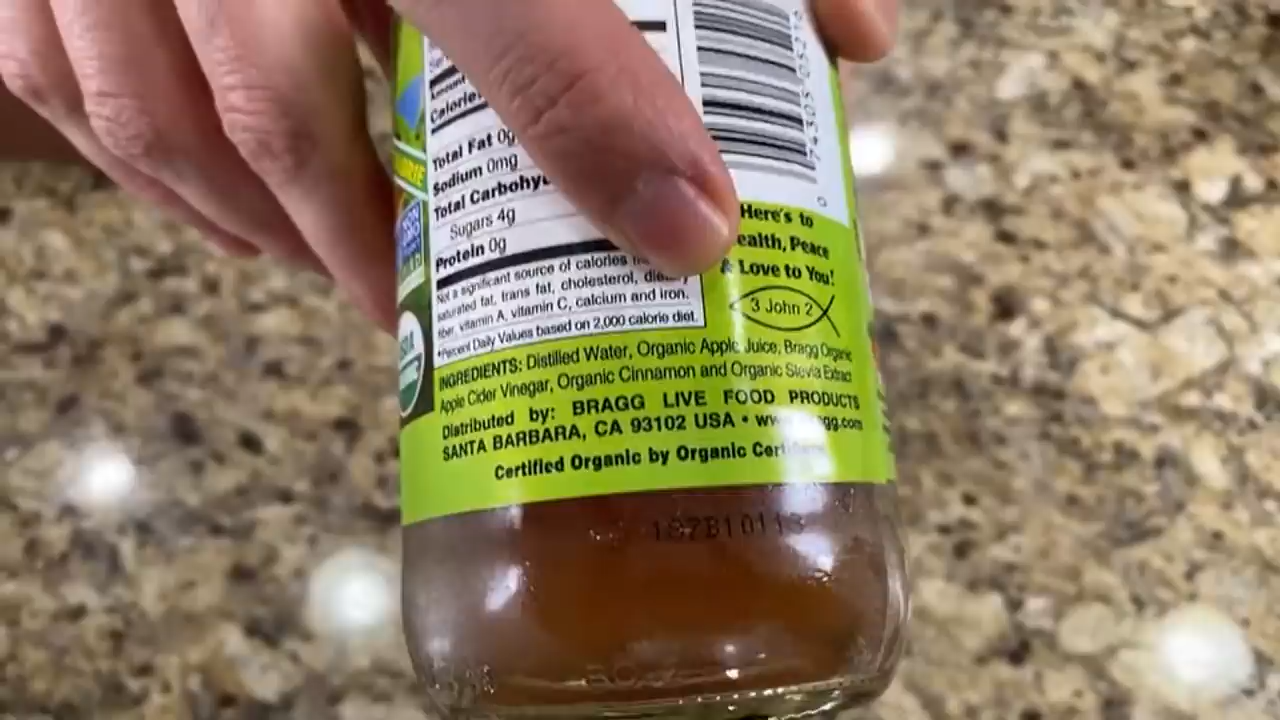 Calorie
Total Fat 0g
Sodium 0mg
Total Carbohy
Sugars 4g
Protein 0g
Not a significant source of calories
saturated fat, trans fat, cholesterol, dietary
fiber, vitamin A, vitamin C, calcium and iron.
*Percent Daily Values based on 2,000 calorie diet.
Here's to
ealth, Peace
& Love to You!
3 John 2
INGREDIENTS: Distilled Water, Organic Apple Juice, Bragg Organic
Apple Cider Vinegar, Organic Cinnamon and Organic Stevia Extract
Distributed by: BRAGG LIVE FOOD PRODUCTS
SANTA BARBARA, CA 93102 USA •
Certified Organic by Organic